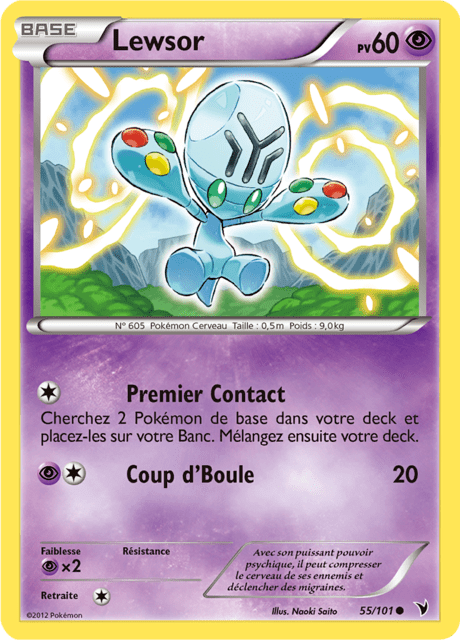 BASE
Lewsor
PV60
N° 605 Pokémon Cerveau Taille : 0,5m Poids : 9,0kg
Premier Contact
Cherchez 2 Pokémon de base dans votre deck et
placez-les sur votre Banc. Mélangez ensuite votre deck.
Coup d’Boule 20
Faiblesse Résistance
×2
Retraite
Avec son puissant pouvoir
psychique, il peut compresser
le cerveau de ses ennemis et
déclencher des migraines.
©2012 Pokémon
Illus. Naoki Saito 55/101